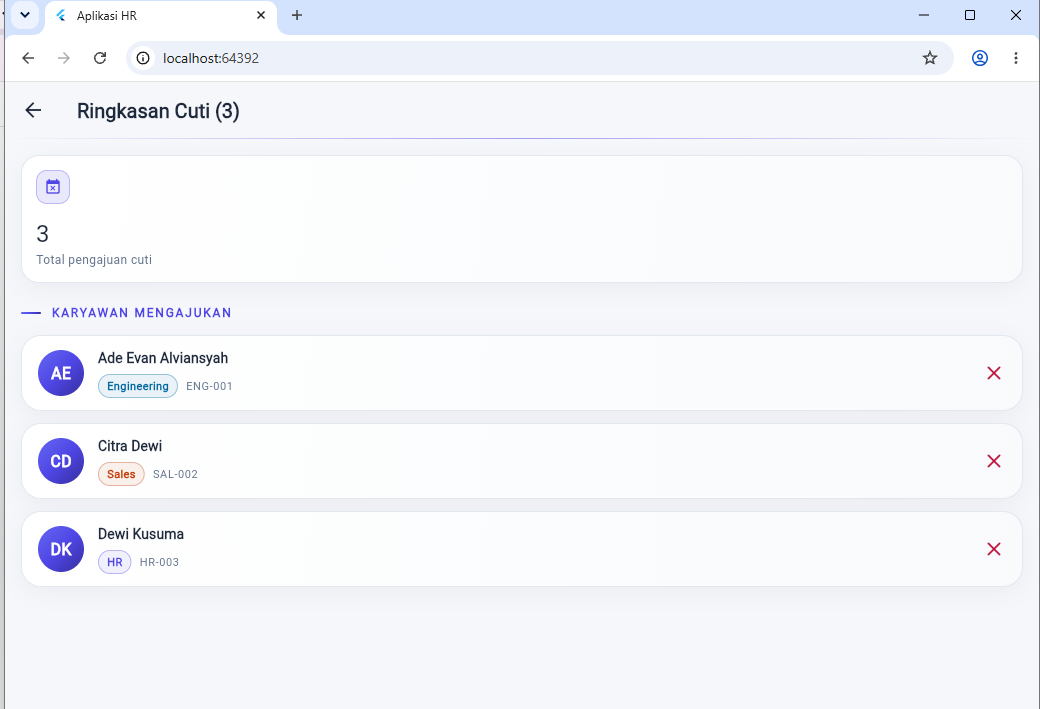 Aplikasi HR
localhost:64392
Ringkasan Cuti (3)
3
Total pengajuan cuti
KARYAWAN MENGAJUKAN
AE
Ade Evan Alviansyah
Engineering ENG-001
CD
Citra Dewi
Sales SAL-002
DK
Dewi Kusuma
HR HR-003